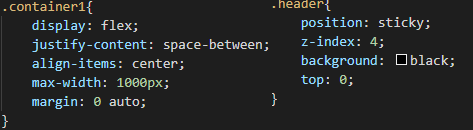 .container1{
display: flex;
justify-content: space-between;
align-items: center;
max-width: 1000px;
margin: 0 auto;
}
.header{
position: sticky;
z-index: 4;
background: black;
top: 0;
}